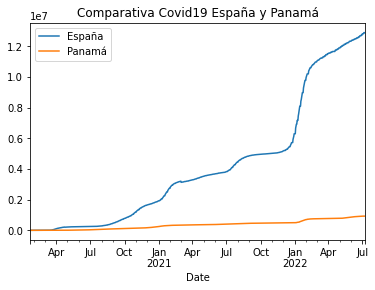 Comparativa Covid19 España y Panamá
1e7
España
Panamá
1.2
1.0
0.8
0.6
0.4
0.2
0.0
Apr Jul Oct Jan Apr Jul Oct Jan Apr Jul
2021 2022
Date